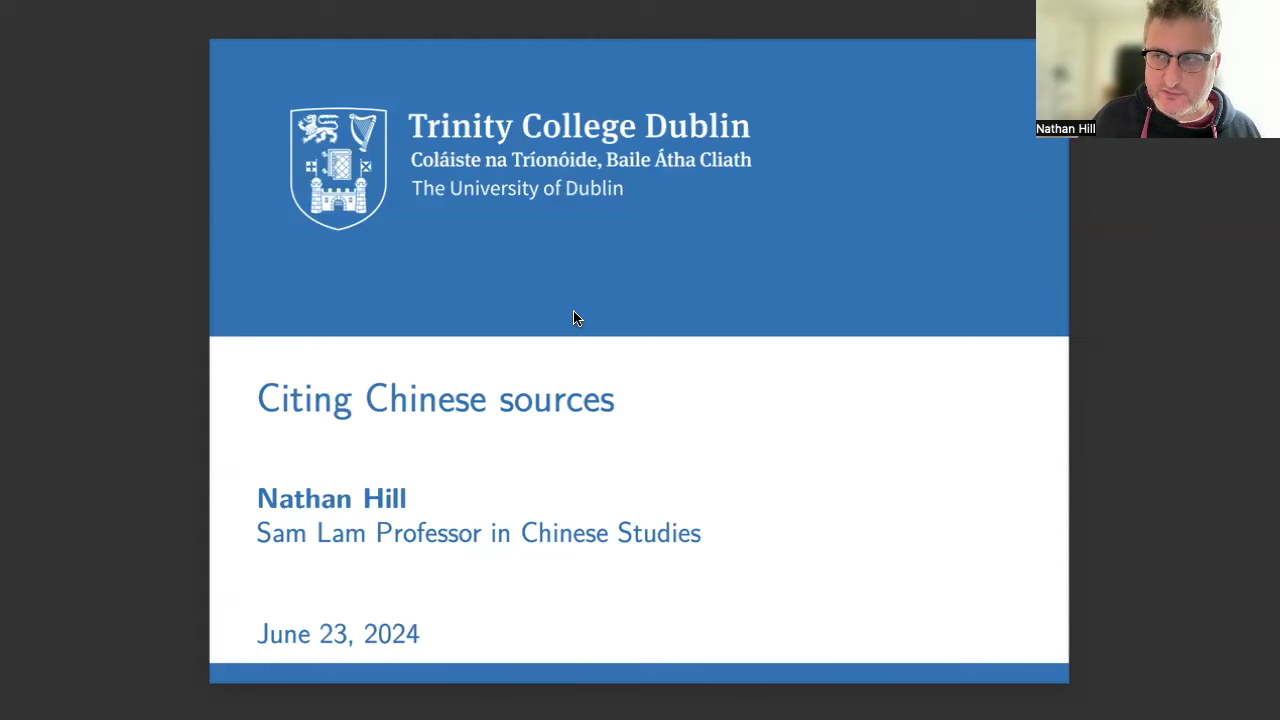 Trinity College Dublin
Coláiste na Tríonóide, Baile Átha Cliath
The University of Dublin
Nathan Hill
Citing Chinese sources
Nathan Hill
Sam Lam Professor in Chinese Studies
June 23, 2024